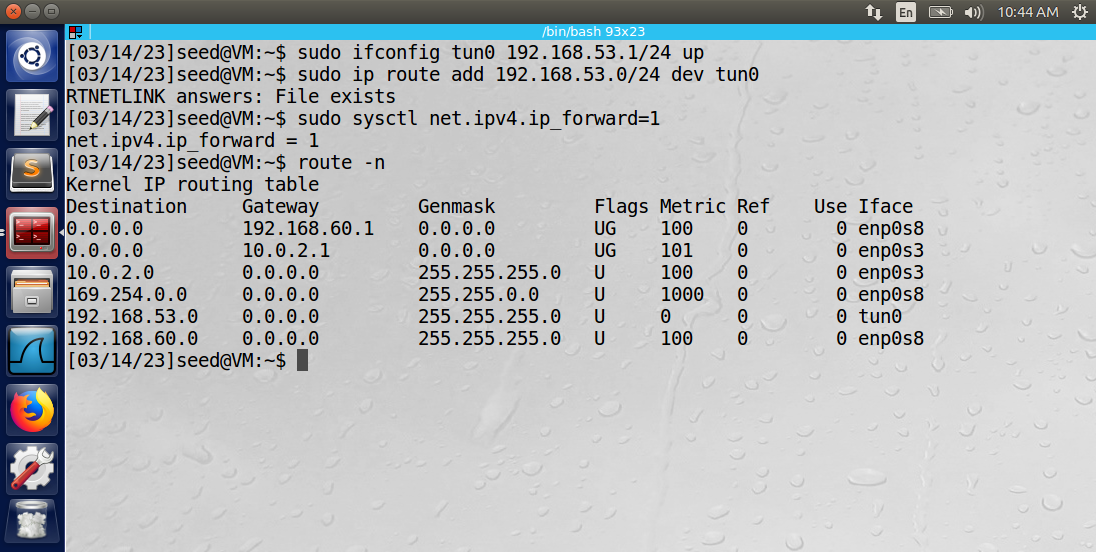 En 10:44 AM
/bin/bash 93x23
[03/14/23]seed@VM:~$ sudo ifconfig tun0 192.168.53.1/24 up
[03/14/23]seed@VM:~$ sudo ip route add 192.168.53.0/24 dev tun0
RTNETLINK answers: File exists
[03/14/23]seed@VM:~$ sudo sysctl net.ipv4.ip_forward=1
net.ipv4.ip_forward = 1
[03/14/23]seed@VM:~$ route -n
Kernel IP routing table
Destination     Gateway         Genmask         Flags Metric Ref    Use Iface
0.0.0.0         192.168.60.1    0.0.0.0         UG    100    0        0 enp0s8
0.0.0.0         10.0.2.1        0.0.0.0         UG    101    0        0 enp0s3
10.0.2.0        0.0.0.0         255.255.255.0   U     100    0        0 enp0s3
169.254.0.0     0.0.0.0         255.255.0.0     U     1000   0        0 enp0s8
192.168.53.0    0.0.0.0         255.255.255.0   U     0      0        0 tun0
192.168.60.0    0.0.0.0         255.255.255.0   U     100    0        0 enp0s8
[03/14/23]seed@VM:~$